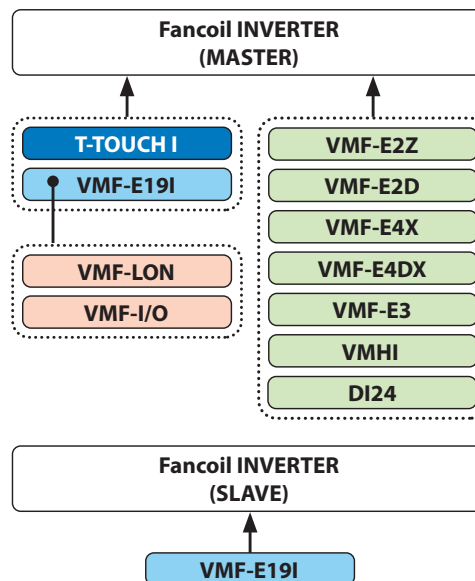 Fancoil INVERTER
(MASTER)
T-TOUCH I
VMF-E19I
VMF-LON
VMF-I/O
VMF-E2Z
VMF-E2D
VMF-E4X
VMF-E4DX
VMF-E3
VMHI
DI24
Fancoil INVERTER
(SLAVE)
VMF-E19I